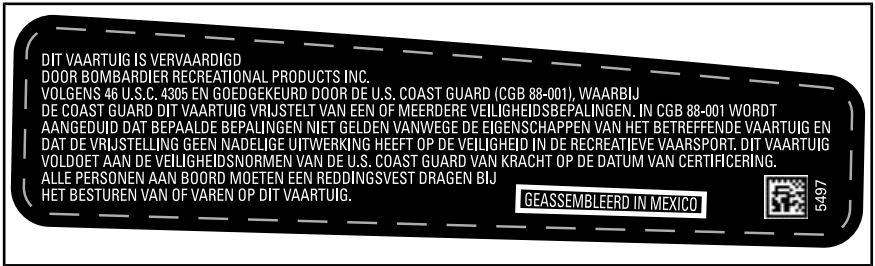 DIT VAARTUIG IS VERVAARDIGD
DOOR BOMBARDIER RECREATIONAL PRODUCTS INC.
VOLGENS 46 U.S.C. 4305 EN GOEDGEKEURD DOOR DE U.S. COAST GUARD (CGB 88-001), WAARBIJ
DE COAST GUARD DIT VAARTUIG VRIJSTELT VAN EEN OF MEERDERE VEILIGHEIDSBEPALINGEN. IN CGB 88-001 WORDT
AANGEDUID DAT BEPAALDE BEPALINGEN NIET GELDEN VANWEGE DE EIGENSCHAPPEN VAN HET BETREFFENDE VAARTUIG EN
DAT DE VRIJSTELLING GEEN NADELIGE UITWERKING HEEFT OP DE VEILIGHEID IN DE RECREATIEVE VAARSPORT. DIT VAARTUIG
VOLDOET AAN DE VEILIGHEIDSNORMEN VAN DE U.S. COAST GUARD VAN KRACHT OP DE DATUM VAN CERTIFICERING.
ALLE PERSONEN AAN BOORD MOETEN EEN REDDINGSVEST DRAGEN BIJ
HET BESTUREN VAN OF VAREN OP DIT VAARTUIG.
GEASSEMBLEERD IN MEXICO
5497